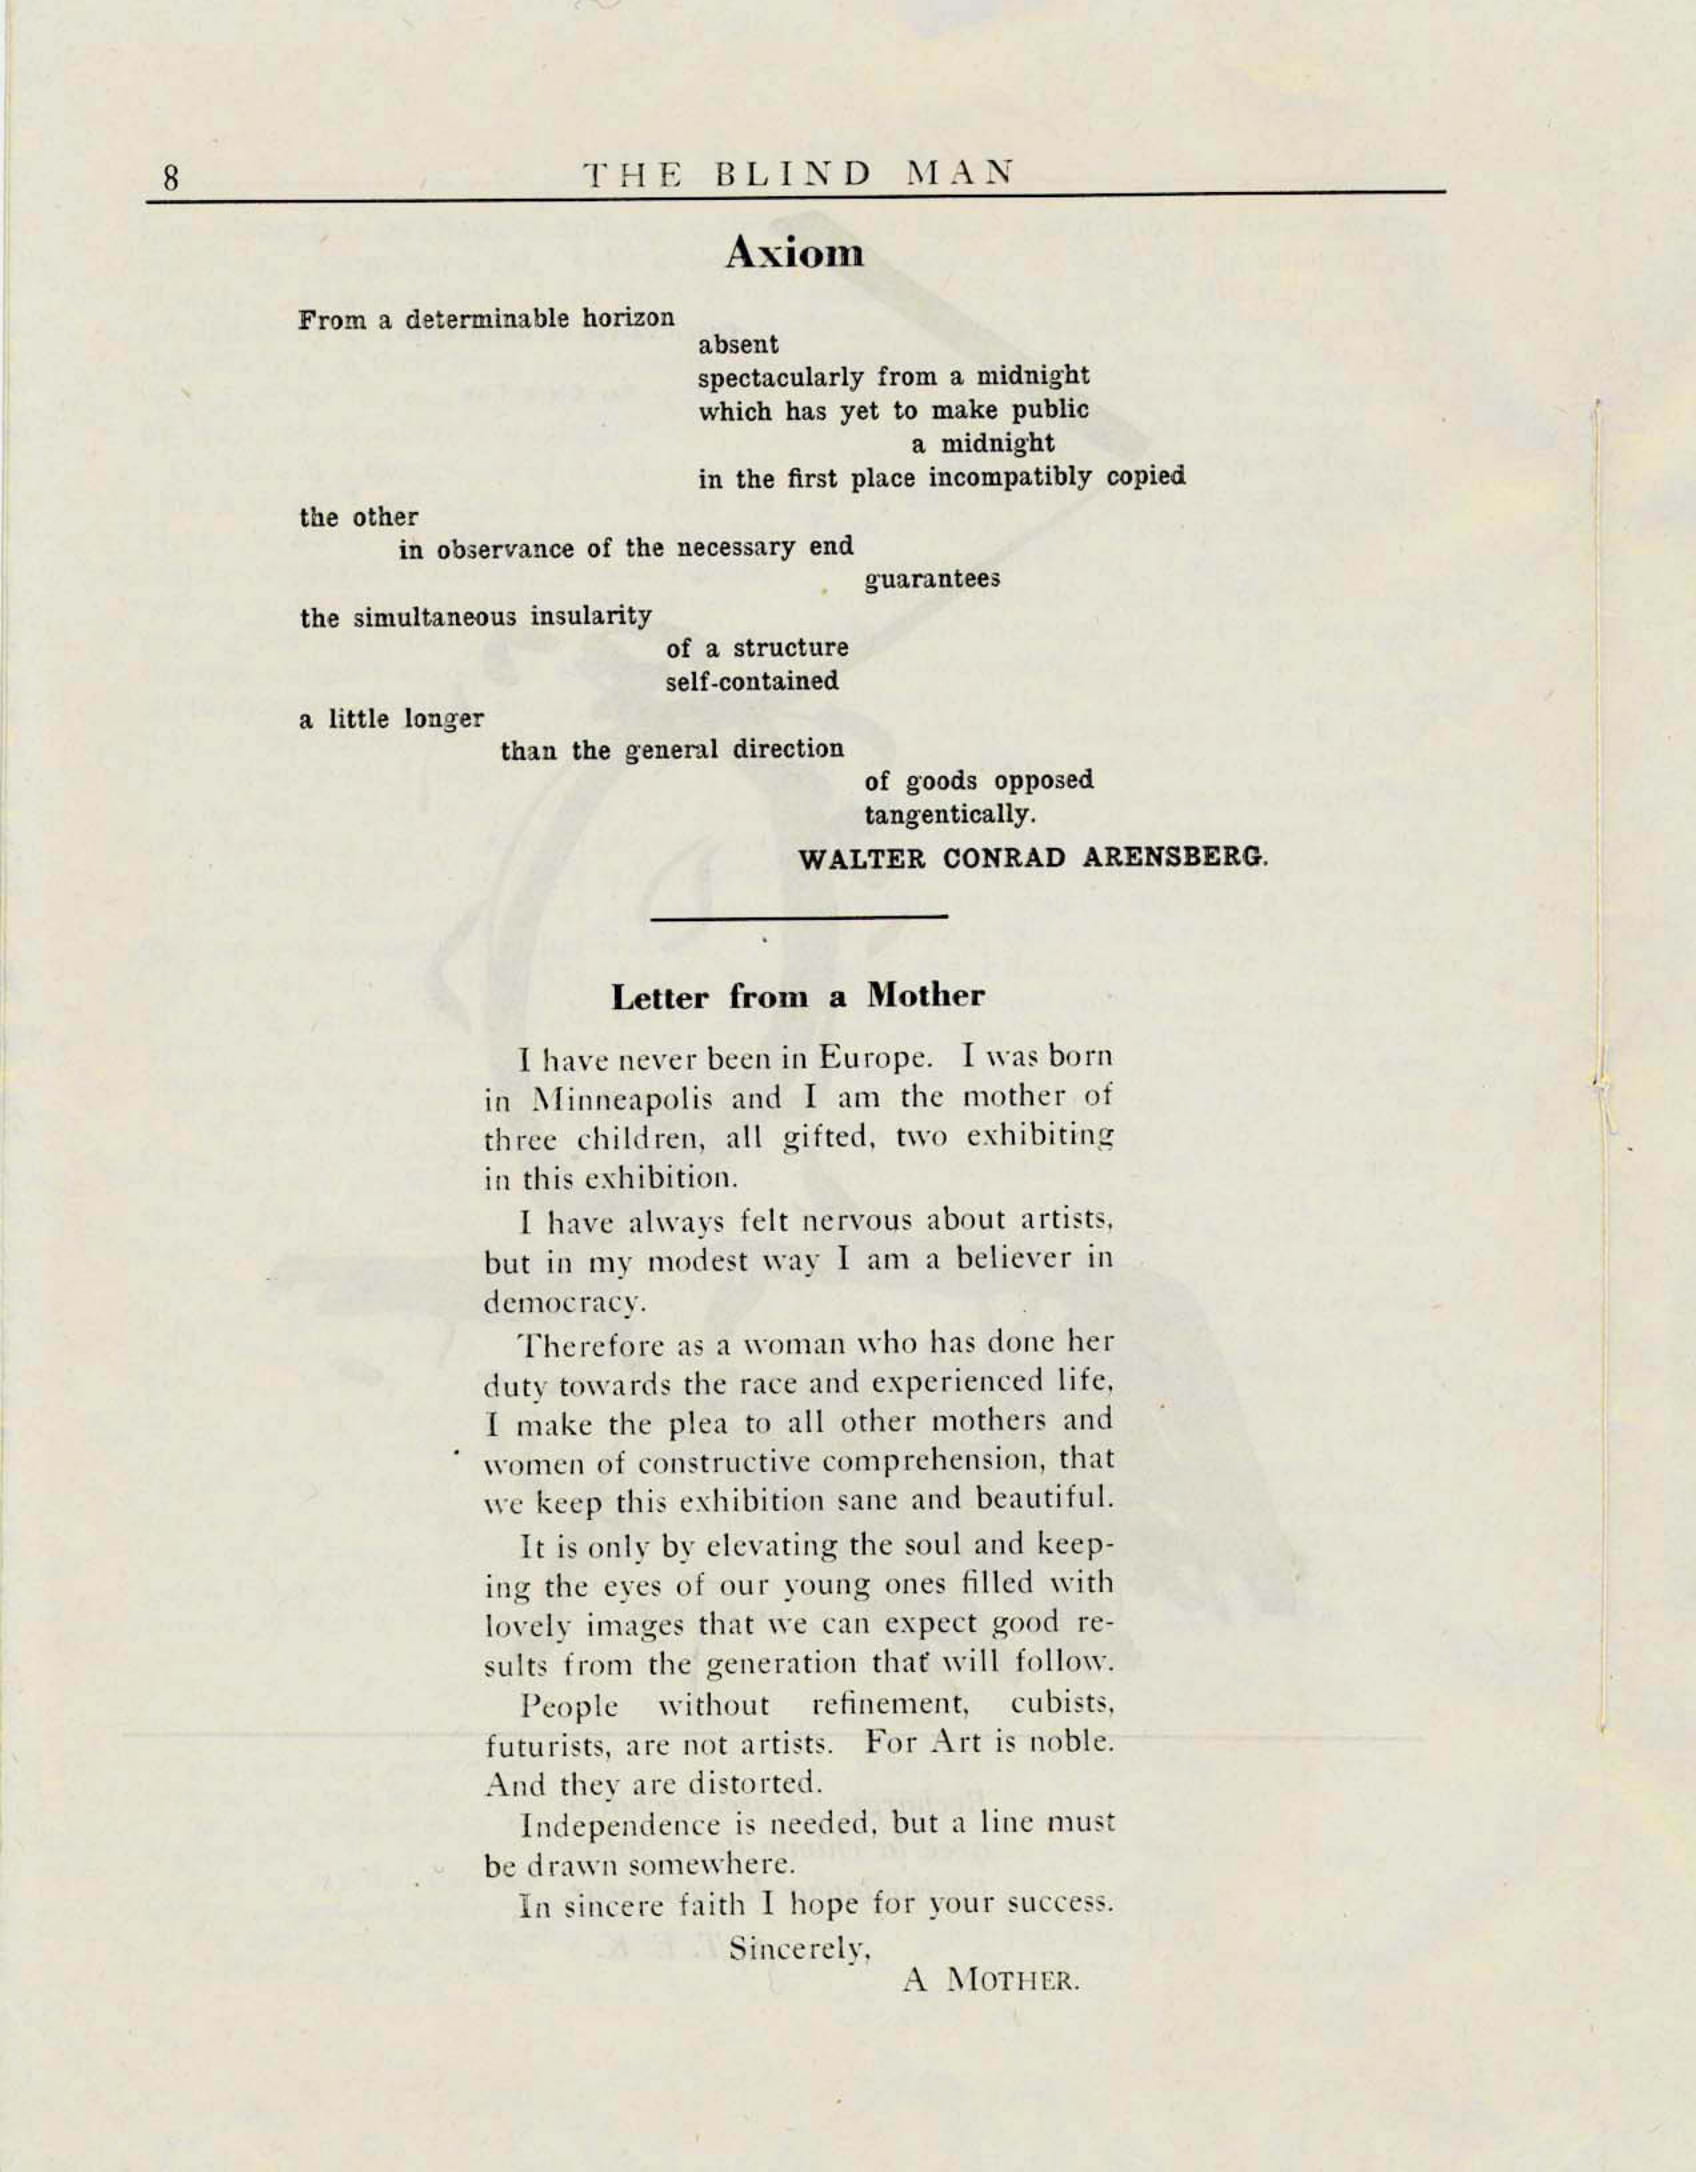 8
THE BLIND MAN
Axiom
From a determinable horizon
absent
spectacularly from a midnight
which has yet to make public
a midnight
in the first place incompatibly copied
the other
in observance of the necessary end
guarantees
the simultaneous insularity
of a structure
self-contained
a little longer
than the general direction
of goods opposed
tangentically.
WALTER CONRAD ARENSBERG.
Letter from a Mother
I have never been in Europe. I was born
in Minneapolis and I am the mother of
three children, all gifted, two exhibiting
in this exhibition.
I have always felt nervous about artists,
but in my modest way I am a believer in
democracy.
Therefore as a woman who has done her
duty towards the race and experienced life,
I make the plea to all other mothers and
women of constructive comprehension, that
we keep this exhibition sane and beautiful.
It is only by elevating the soul and keep-
ing the eyes of our young ones filled with
lovely images that we can expect good re-
sults from the generation that will follow.
People without refinement, cubists,
futurists, are not artists. For Art is noble.
And they are distorted.
Independence is needed, but a line must
be drawn somewhere.
In sincere faith I hope for your success.
Sincerely,
A MOTHER.